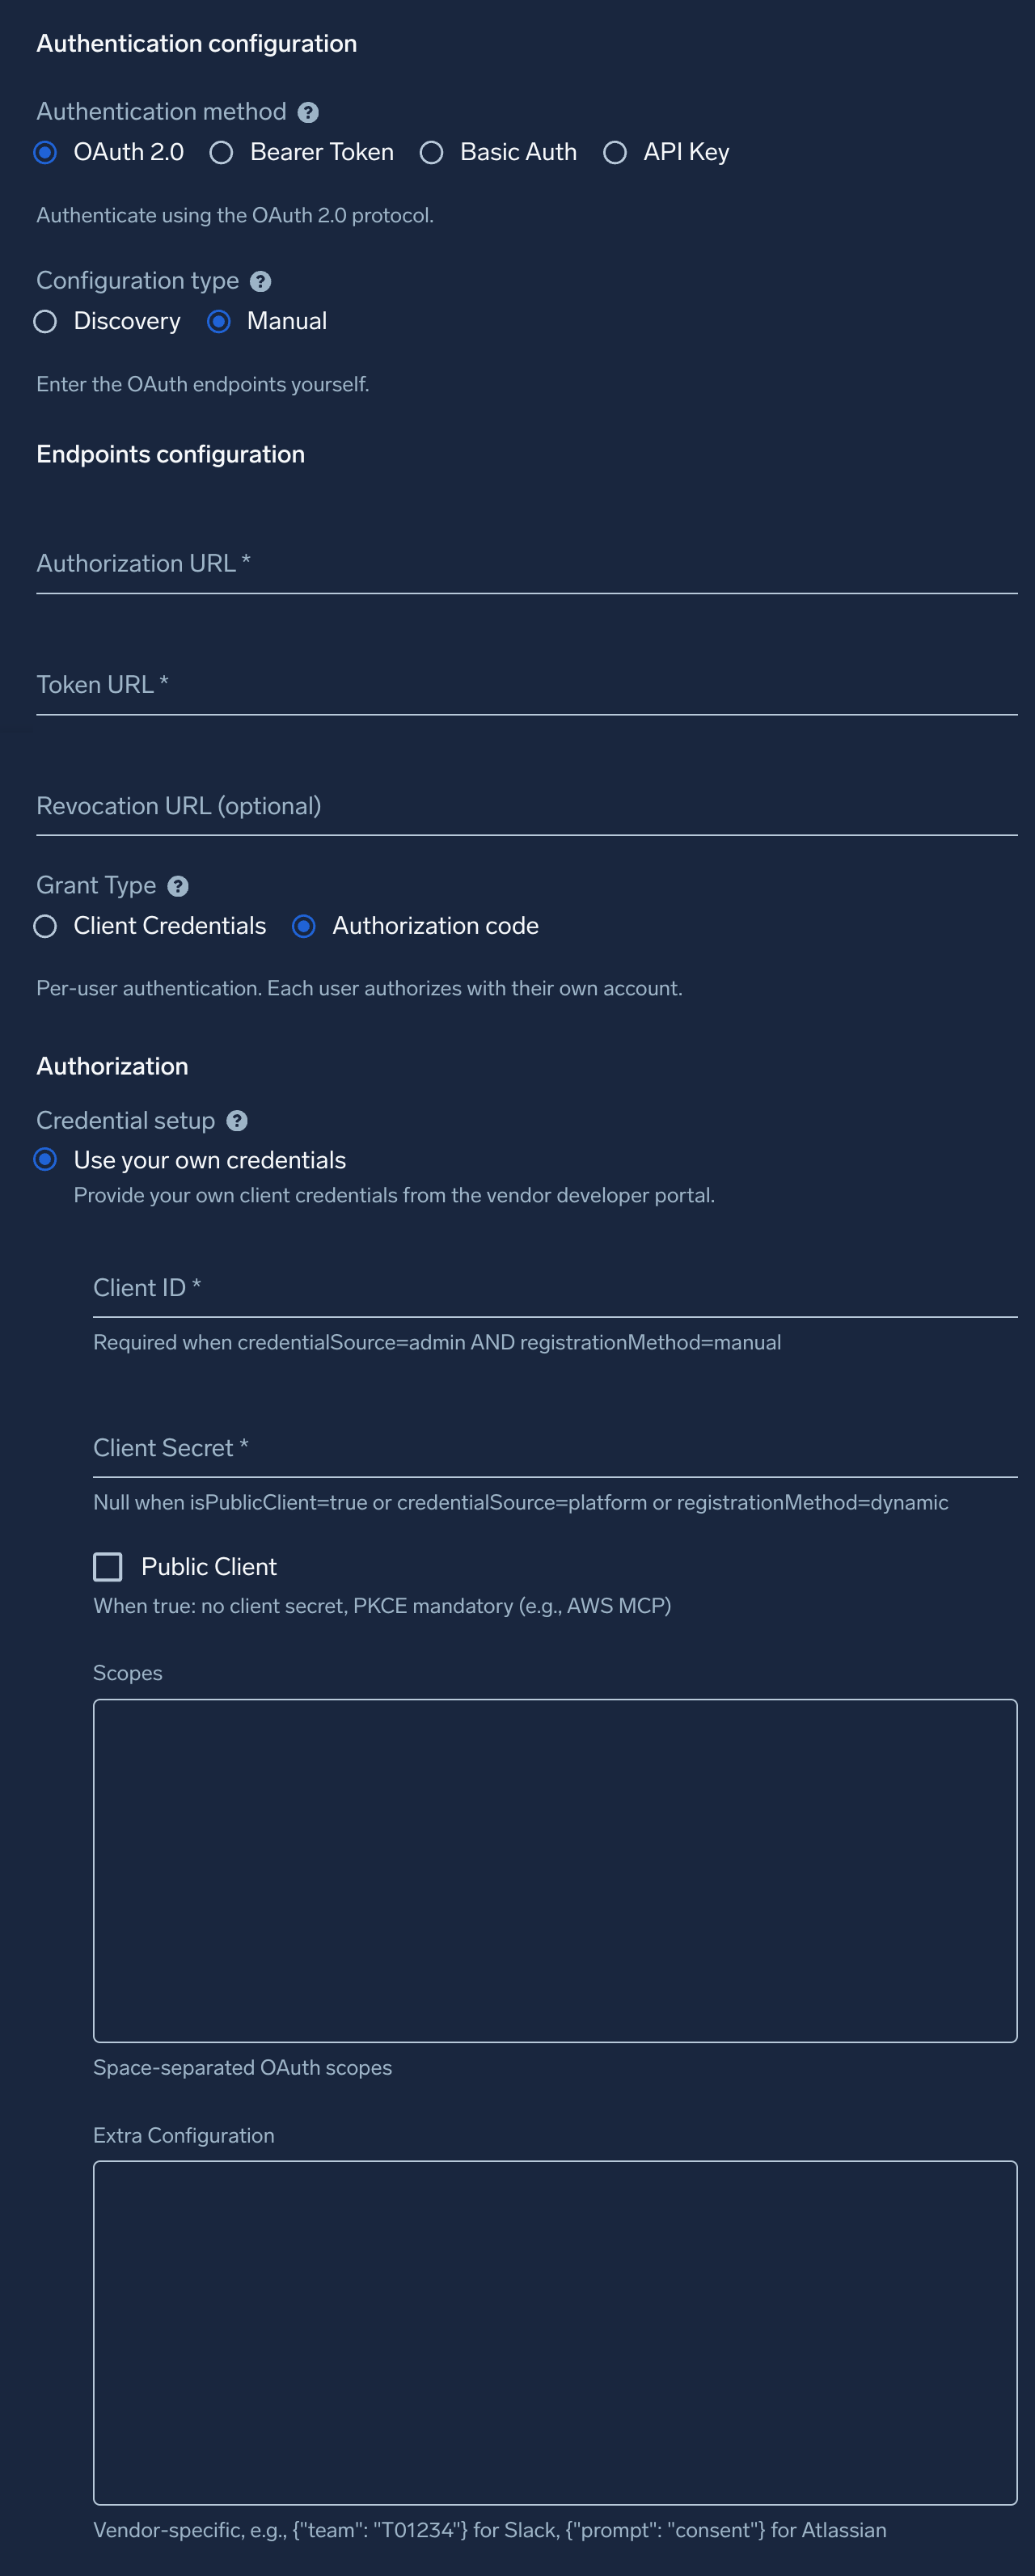 Authentication configuration
Authentication method ?
OAuth 2.0 Bearer Token Basic Auth API Key
Authenticate using the OAuth 2.0 protocol.
Configuration type ?
Discovery Manual
Enter the OAuth endpoints yourself.
Endpoints configuration
Authorization URL *
Token URL *
Revocation URL (optional)
Grant Type ?
Client Credentials Authorization code
Per-user authentication. Each user authorizes with their own account.
Authorization
Credential setup ?
Use your own credentials
Provide your own client credentials from the vendor developer portal.
Client ID *
Required when credentialSource=admin AND registrationMethod=manual
Client Secret *
Null when isPublicClient=true or credentialSource=platform or registrationMethod=dynamic
Public Client
When true: no client secret, PKCE mandatory (e.g., AWS MCP)
Scopes
Space-separated OAuth scopes
Extra Configuration
Vendor-specific, e.g., {"team": "T01234"} for Slack, {"prompt": "consent"} for Atlassian